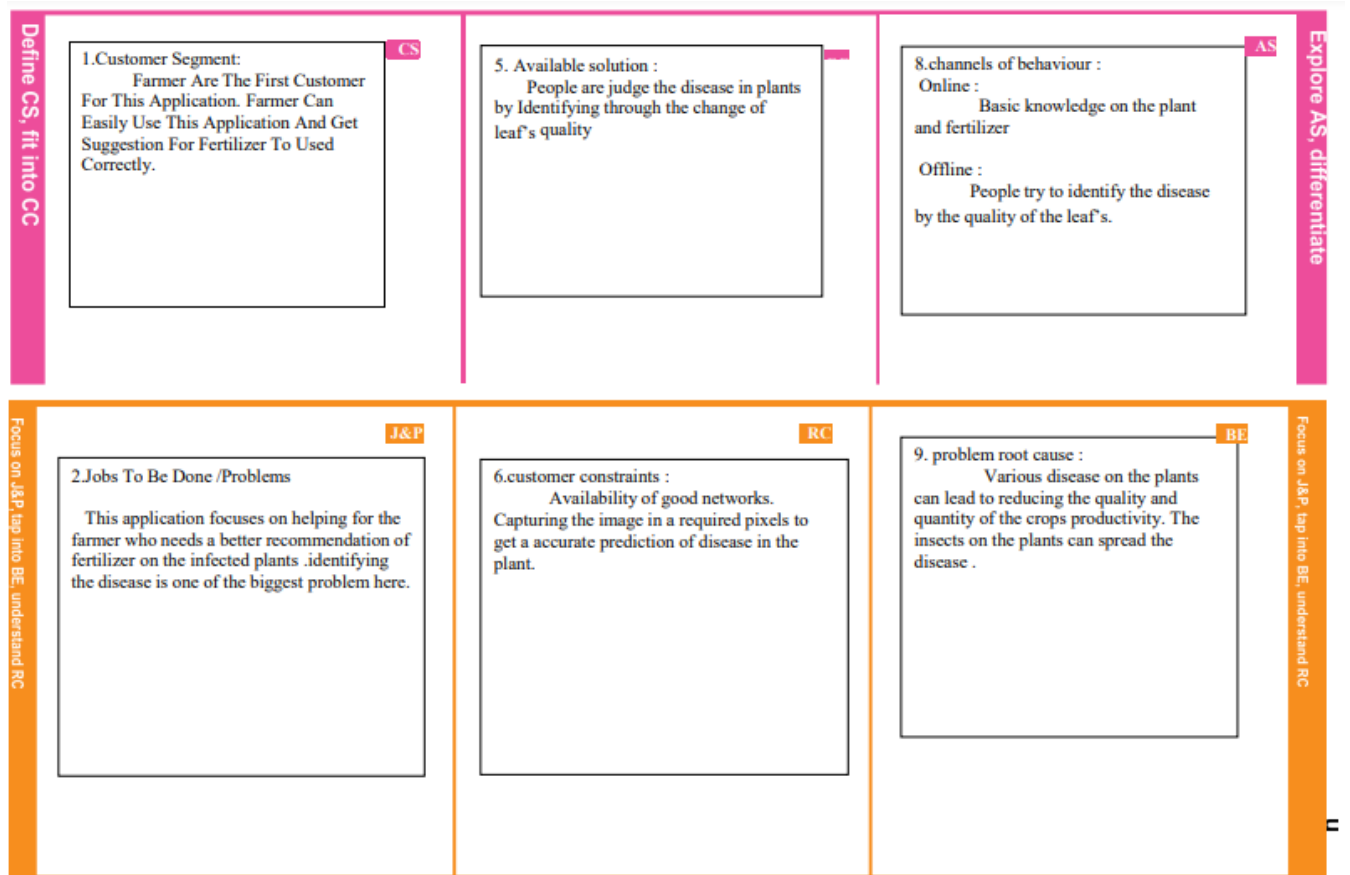 Define CS, fit into CC
CS
1.Customer Segment:
Farmer Are The First Customer
For This Application. Farmer Can
Easily Use This Application And Get
Suggestion For Fertilizer To Used
Correctly.
5. Available solution :
People are judge the disease in plants
by Identifying through the change of
leaf's quality
AS
8.channels of behaviour :
Online :
Basic knowledge on the plant
and fertilizer
Offline :
People try to identify the disease
by the quality of the leaf's.
Explore AS, differentiate
Focus on J&P, tap into BE, understand RC
J&P
2.Jobs To Be Done /Problems
This application focuses on helping for the
farmer who needs a better recommendation of
fertilizer on the infected plants .identifying
the disease is one of the biggest problem here.
RC
6.customer constraints :
Availability of good networks.
Capturing the image in a required pixels to
get a accurate prediction of disease in the
plant.
BE
9. problem root cause :
Various disease on the plants
can lead to reducing the quality and
quantity of the crops productivity. The
insects on the plants can spread the
disease .
Focus on J&P, tap into BE, understand RC